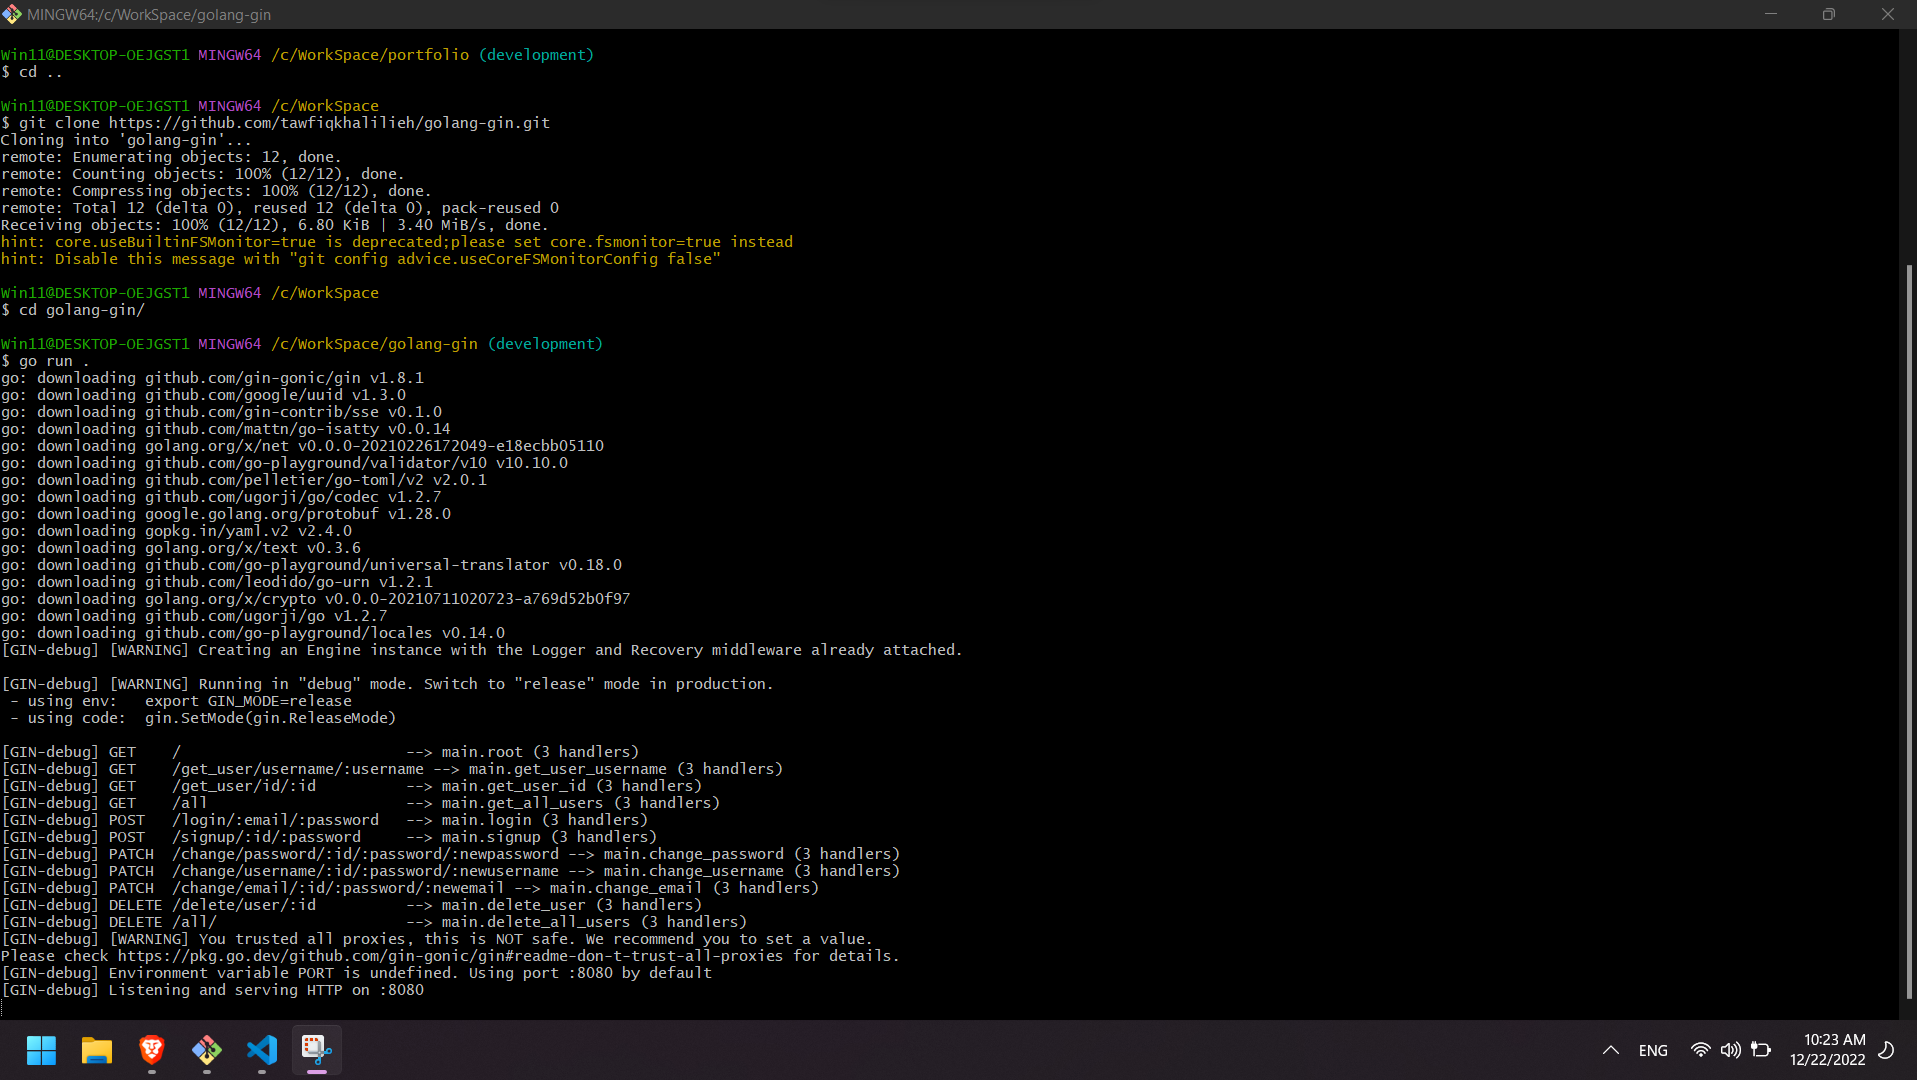 MINGW64:/c/WorkSpace/golang-gin
Win11@DESKTOP-OEJGST1 MINGW64 /c/WorkSpace/portfolio (development)
$ cd ..
Win11@DESKTOP-OEJGST1 MINGW64 /c/WorkSpace
$ git clone https://github.com/tawfiqkhalilieh/golang-gin.git
Cloning into 'golang-gin'...
remote: Enumerating objects: 12, done.
remote: Counting objects: 100% (12/12), done.
remote: Compressing objects: 100% (12/12), done.
remote: Total 12 (delta 0), reused 12 (delta 0), pack-reused 0
Receiving objects: 100% (12/12), 6.80 KiB | 3.40 MiB/s, done.
hint: core.useBuiltinFSMonitor=true is deprecated;please set core.fsmonitor=true instead
hint: Disable this message with "git config advice.useCoreFSMonitorConfig false"
Win11@DESKTOP-OEJGST1 MINGW64 /c/WorkSpace
$ cd golang-gin/
Win11@DESKTOP-OEJGST1 MINGW64 /c/WorkSpace/golang-gin (development)
$ go run .
go: downloading github.com/gin-gonic/gin v1.8.1
go: downloading github.com/google/uuid v1.3.0
go: downloading github.com/gin-contrib/sse v0.1.0
go: downloading github.com/mattn/go-isatty v0.0.14
go: downloading golang.org/x/net v0.0.0-20210226172049-e18ecbb05110
go: downloading github.com/go-playground/validator/v10 v10.10.0
go: downloading github.com/pelletier/go-toml/v2 v2.0.1
go: downloading github.com/ugorji/go/codec v1.2.7
go: downloading google.golang.org/protobuf v1.28.0
go: downloading gopkg.in/yaml.v2 v2.4.0
go: downloading golang.org/x/text v0.3.6
go: downloading github.com/go-playground/universal-translator v0.18.0
go: downloading github.com/leodido/go-urn v1.2.1
go: downloading golang.org/x/crypto v0.0.0-20210711020723-a769d52b0f97
go: downloading github.com/ugorji/go v1.2.7
go: downloading github.com/go-playground/locales v0.14.0
[GIN-debug] [WARNING] Creating an Engine instance with the Logger and Recovery middleware already attached.
[GIN-debug] [WARNING] Running in "debug" mode. Switch to "release" mode in production.
- using env:   export GIN_MODE=release
- using code:  gin.SetMode(gin.ReleaseMode)
[GIN-debug] GET    /                         --> main.root (3 handlers)
[GIN-debug] GET    /get_user/username/:username --> main.get_user_username (3 handlers)
[GIN-debug] GET    /get_user/id/:id          --> main.get_user_id (3 handlers)
[GIN-debug] GET    /all                      --> main.get_all_users (3 handlers)
[GIN-debug] POST   /login/:email/:password   --> main.login (3 handlers)
[GIN-debug] POST   /signup/:id/:password     --> main.signup (3 handlers)
[GIN-debug] PATCH  /change/password/:id/:password/:newpassword --> main.change_password (3 handlers)
[GIN-debug] PATCH  /change/username/:id/:password/:newusername --> main.change_username (3 handlers)
[GIN-debug] PATCH  /change/email/:id/:password/:newemail --> main.change_email (3 handlers)
[GIN-debug] DELETE /delete/user/:id          --> main.delete_user (3 handlers)
[GIN-debug] DELETE /all/                     --> main.delete_all_users (3 handlers)
[GIN-debug] [WARNING] You trusted all proxies, this is NOT safe. We recommend you to set a value.
Please check https://pkg.go.dev/github.com/gin-gonic/gin#readme-don-t-trust-all-proxies for details.
[GIN-debug] Environment variable PORT is undefined. Using port :8080 by default
[GIN-debug] Listening and serving HTTP on :8080
ENG
10:23 AM
12/22/2022